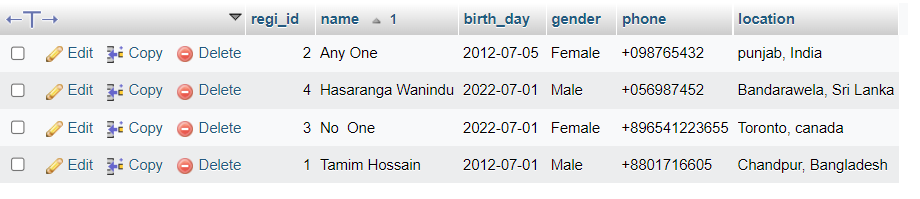 regi_id name 1 birth_day gender phone location
Edit Copy Delete 2 Any One 2012-07-05 Female +098765432 punjab, India
Edit Copy Delete 4 Hasaranga Wanindu 2022-07-01 Male +056987452 Bandarawela, Sri Lanka
Edit Copy Delete 3 No One 2022-07-01 Female +896541223655 Toronto, canada
Edit Copy Delete 1 Tamim Hossain 2012-07-01 Male +8801716605 Chandpur, Bangladesh